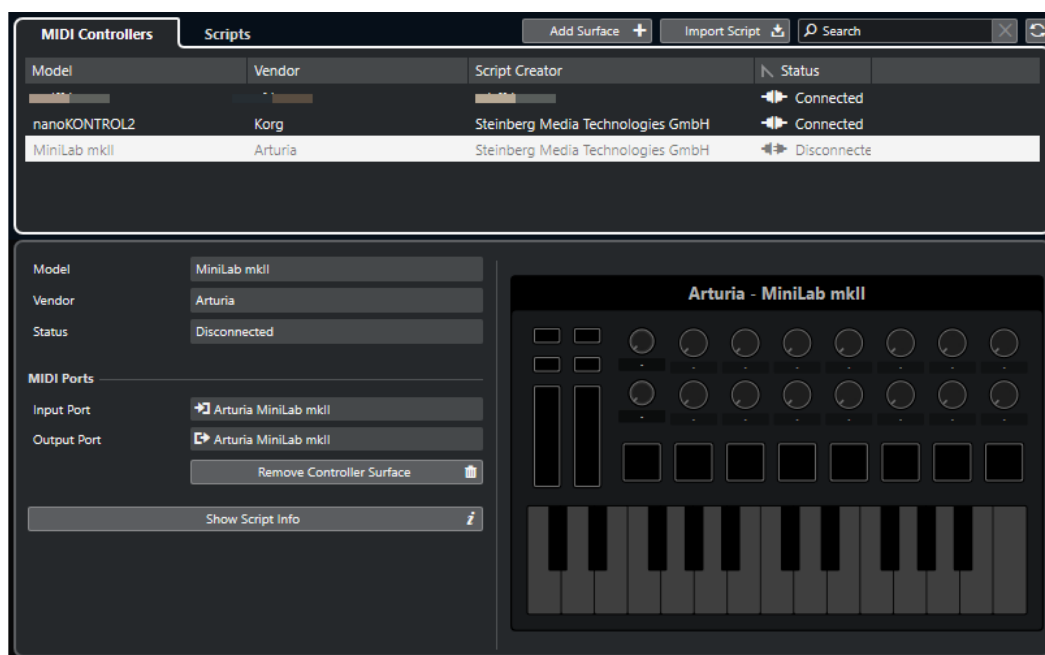 MIDI Controllers Scripts Add Surface Import Script Search
Model Vendor Script Creator Status
Connected
nanoKONTROL2 Korg Steinberg Media Technologies GmbH Connected
MiniLab mkII Arturia Steinberg Media Technologies GmbH Disconnecte
Model MiniLab mkII
Vendor Arturia
Status Disconnected
MIDI Ports
Input Port Arturia MiniLab mkII
Output Port Arturia MiniLab mkII
Remove Controller Surface
Show Script Info
Arturia - MiniLab mkII